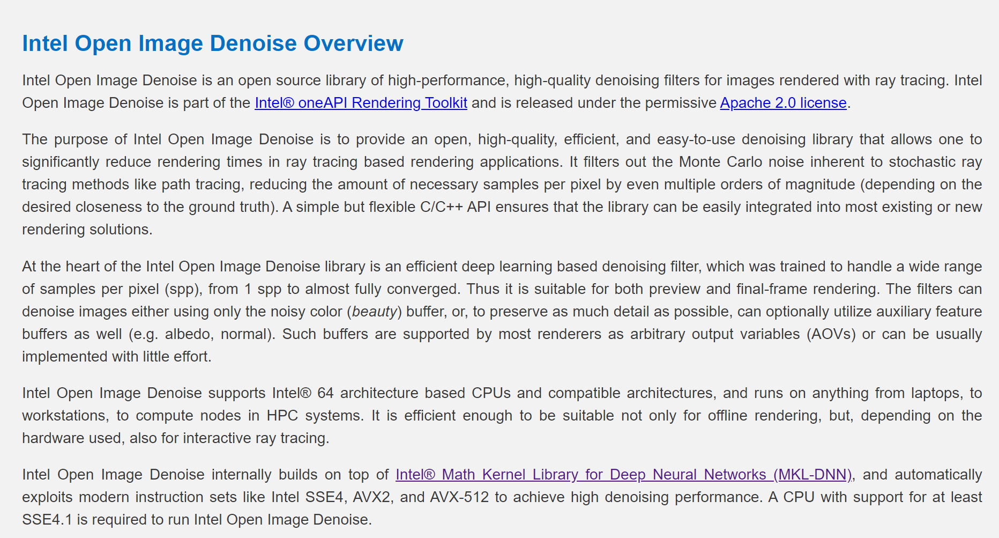 Intel Open Image Denoise Overview
Intel Open Image Denoise is an open source library of high-performance, high-quality denoising filters for images rendered with ray tracing. Intel
Open Image Denoise is part of the Intel® oneAPI Rendering Toolkit and is released under the permissive Apache 2.0 license.
The purpose of Intel Open Image Denoise is to provide an open, high-quality, efficient, and easy-to-use denoising library that allows one to
significantly reduce rendering times in ray tracing based rendering applications. It filters out the Monte Carlo noise inherent to stochastic ray
tracing methods like path tracing, reducing the amount of necessary samples per pixel by even multiple orders of magnitude (depending on the
desired closeness to the ground truth). A simple but flexible C/C++ API ensures that the library can be easily integrated into most existing or new
rendering solutions.
At the heart of the Intel Open Image Denoise library is an efficient deep learning based denoising filter, which was trained to handle a wide range
of samples per pixel (spp), from 1 spp to almost fully converged. Thus it is suitable for both preview and final-frame rendering. The filters can
denoise images either using only the noisy color (beauty) buffer, or, to preserve as much detail as possible, can optionally utilize auxiliary feature
buffers as well (e.g. albedo, normal). Such buffers are supported by most renderers as arbitrary output variables (AOVs) or can be usually
implemented with little effort.
Intel Open Image Denoise supports Intel® 64 architecture based CPUs and compatible architectures, and runs on anything from laptops, to
workstations, to compute nodes in HPC systems. It is efficient enough to be suitable not only for offline rendering, but, depending on the
hardware used, also for interactive ray tracing.
Intel Open Image Denoise internally builds on top of Intel® Math Kernel Library for Deep Neural Networks (MKL-DNN), and automatically
exploits modern instruction sets like Intel SSE4, AVX2, and AVX-512 to achieve high denoising performance. A CPU with support for at least
SSE4.1 is required to run Intel Open Image Denoise.